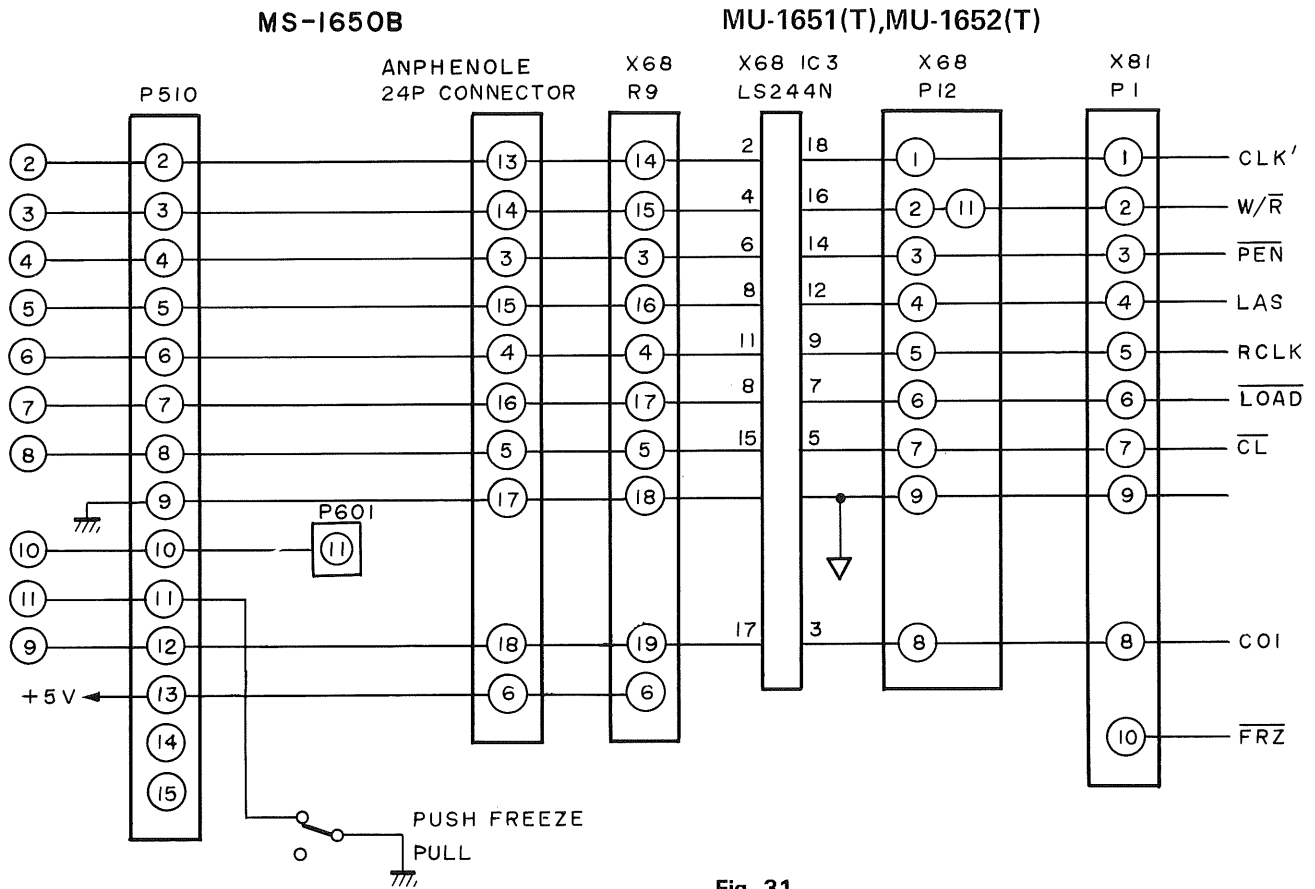 MS-1650B MU-1651(T),MU-1652(T)
ANPHENOLE X68 X68 IC3 X68 X81
P510 24P CONNECTOR R9 LS244N P12 P1
2 2 13 14 2 18 1 1 CLK'
3 3 14 15 4 16 2 11 2 W/R̅
4 4 3 3 6 14 3 3 P̅E̅N̅
5 5 15 16 8 12 4 4 LAS
6 6 4 4 11 9 5 5 RCLK
7 7 16 17 8 7 6 6 L̅O̅A̅D̅
8 8 5 5 15 5 7 7 C̅L̅
9 17 18 9 9
P601
10 10 11
11 11
9 12 18 19 17 3 8 8 COI
+5V 13 6 6
14 10 F̅R̅Z̅
15
PUSH FREEZE
PULL
Fig. 31